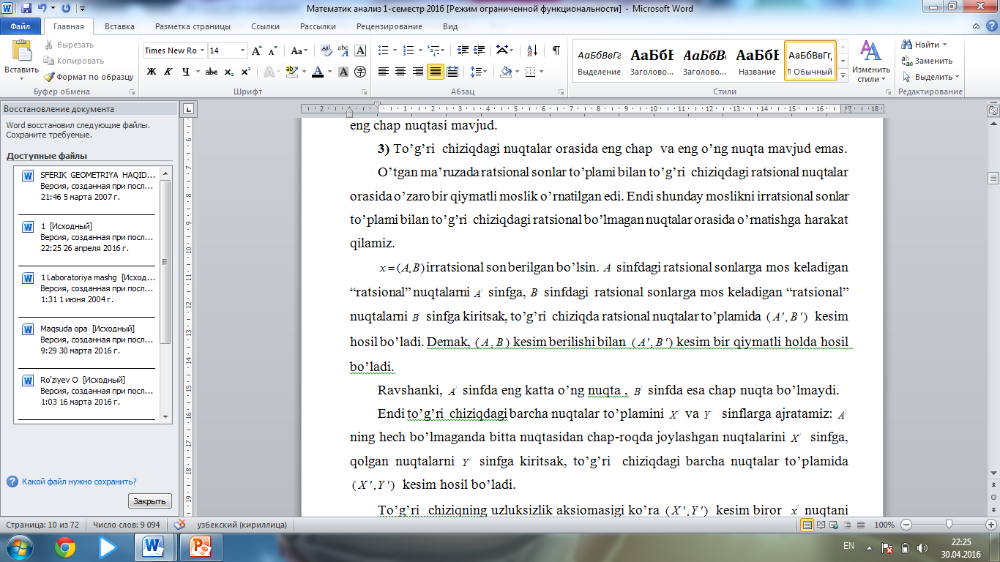 Математик анализ 1-семестр 2016 [Режим ограниченной функциональности] - Microsoft Word
Файл Главная Вставка Разметка страницы Ссылки Рассылки Рецензирование Вид
Вставить
Вырезать
Копировать
Формат по образцу
Буфер обмена
Times New Ro 14
Ж К Ч abc x₂ x²
Шрифт
Абзац
АаБбВвГг АаБбВ АаБбВв АаБбВ АаБбВвГг,
Выделение Заголово... Заголово... Название ¶ Обычный
Изменить стили
Стили
Найти
Заменить
Выделить
Редактирование
Восстановление документа
Word восстановил следующие файлы.
Сохраните требуемые.
Доступные файлы
SFERIK GEOMETRIYA HAQID...
Версия, созданная при посл...
21:46 5 марта 2007 г.
1 [Исходный]
Версия, созданная при посл...
22:25 26 апреля 2016 г.
1 Laboratoriya mashg [Исход...
Версия, созданная при посл...
1:31 1 июня 2004 г.
Maqsuda opa [Исходный]
Версия, созданная при посл...
9:29 30 марта 2016 г.
Ro'ziyev O [Исходный]
Версия, созданная при посл...
1:03 16 марта 2016 г.
Какой файл нужно сохранить?
Закрыть
eng chap nuqtasi mavjud.
3) To’g’ri chiziqdagi nuqtalar orasida eng chap va eng o’ng nuqta mavjud emas.
O’tgan ma’ruzada ratsional sonlar to’plami bilan to’g’ri chiziqdagi ratsional nuqtalar
orasida o’zaro bir qiymatli moslik o’rnatilgan edi. Endi shunday moslikni irratsional sonlar
to’plami bilan to’g’ri chiziqdagi ratsional bo’lmagan nuqtalar orasida o’rnatishga harakat
qilamiz.
x = (A,B) irratsional son berilgan bo’lsin. A sinfdagi ratsional sonlarga mos keladigan
“ratsional” nuqtalarni A′ sinfga, B sinfdagi ratsional sonlarga mos keladigan “ratsional”
nuqtalarni B′ sinfga kiritsak, to’g’ri chiziqda ratsional nuqtalar to’plamida (A', B') kesim
hosil bo’ladi. Demak, (A, B) kesim berilishi bilan (A', B') kesim bir qiymatli holda hosil
bo’ladi.
Ravshanki, A′ sinfda eng katta o’ng nuqta , B′ sinfda esa chap nuqta bo’lmaydi.
Endi to’g’ri chiziqdagi barcha nuqtalar to’plamini X′ va Y′ sinflarga ajratamiz: A′
ning hech bo’lmaganda bitta nuqtasidan chap-roqda joylashgan nuqtalarini X′ sinfga,
qolgan nuqtalarni Y′ sinfga kiritsak, to’g’ri chiziqdagi barcha nuqtalar to’plamida
(X',Y') kesim hosil bo’ladi.
To’g’ri chiziqning uzluksizlik aksiomasigi ko’ra (X',Y') kesim biror x′ nuqtani
Страница: 10 из 72 Число слов: 9 094 узбекский (кириллица) 100%
EN 22:25
30.04.2016